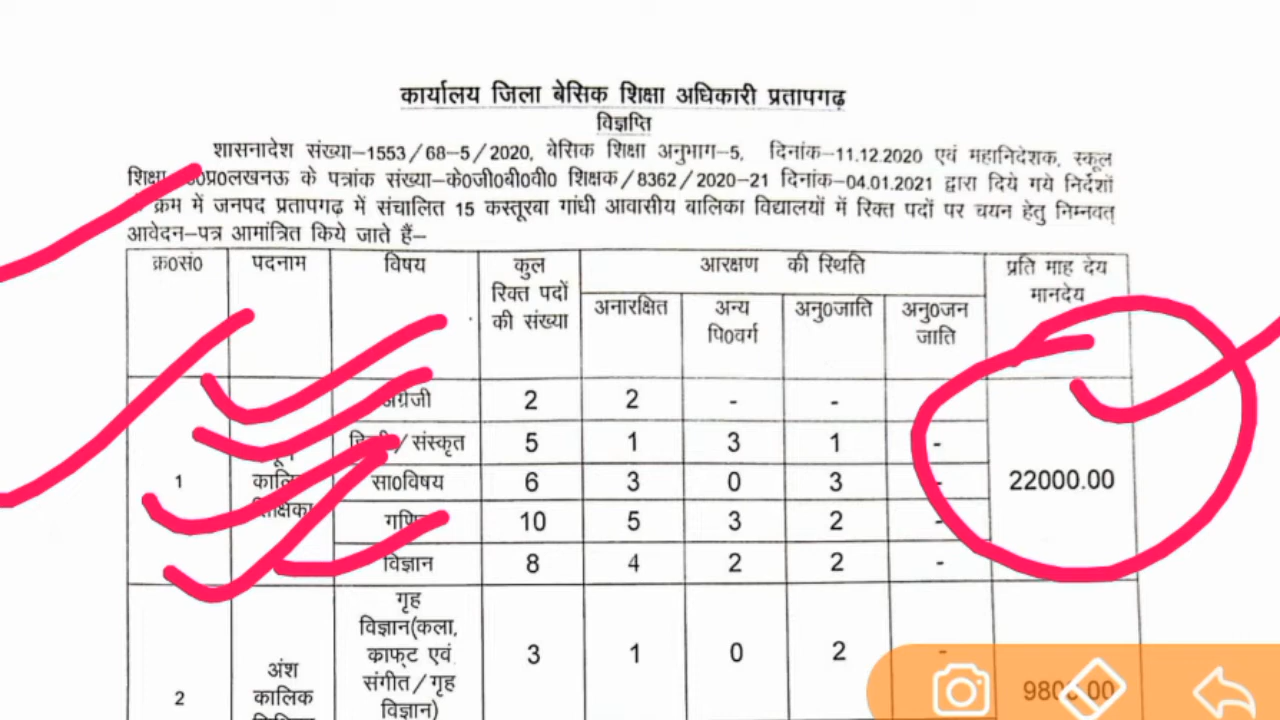 कार्यालय जिला बेसिक शिक्षा अधिकारी प्रतापगढ़
विज्ञप्ति
शासनादेश संख्या–1553/68–5/2020, बेसिक शिक्षा अनुभाग–5, दिनांक–11.12.2020 एवं महानिदेशक, स्कूल
शिक्षा उ0प्र0लखनऊ के पत्रांक संख्या–के0जी0बी0वी0 शिक्षक/8362/2020–21 दिनांक–04.01.2021 द्वारा दिये गये निर्देशों
क्रम में जनपद प्रतापगढ़ में संचालित 15 कस्तूरबा गांधी आवासीय बालिका विद्यालयों में रिक्त पदों पर चयन हेतु निम्नवत्
आवेदन–पत्र आमांत्रित किये जाते हैं–
क्र0सं0 पदनाम विषय कुल रिक्त पदों की संख्या आरक्षण की स्थिति प्रति माह देय मानदेय
अनारक्षित अन्य पि0वर्ग अनु0जाति अनु0जन जाति
अंग्रेजी 2 2 - -
हिन्दी/संस्कृत 5 1 3 1 -
1 कालिक शिक्षिका सा0विषय 6 3 0 3 - 22000.00
गणित 10 5 3 2 -
विज्ञान 8 4 2 2 -
2 अंश कालिक गृह विज्ञान(कला, काफ्ट एवं संगीत/गृह विज्ञान) 3 1 0 2 -